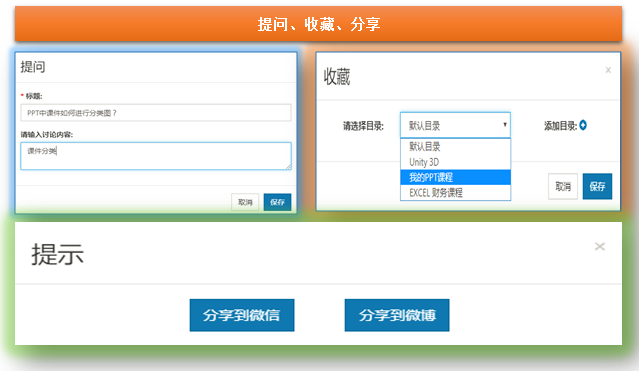 提问、收藏、分享
提问
* 标题:
PPT中课件如何进行分类图？
请输入讨论内容:
课件分类
取消 保存
收藏
×
请选择目录: 默认目录 添加目录:
默认目录
Unity 3D
我的PPT课程
EXCEL 财务课程
取消 保存
提示
×
分享到微信 分享到微博